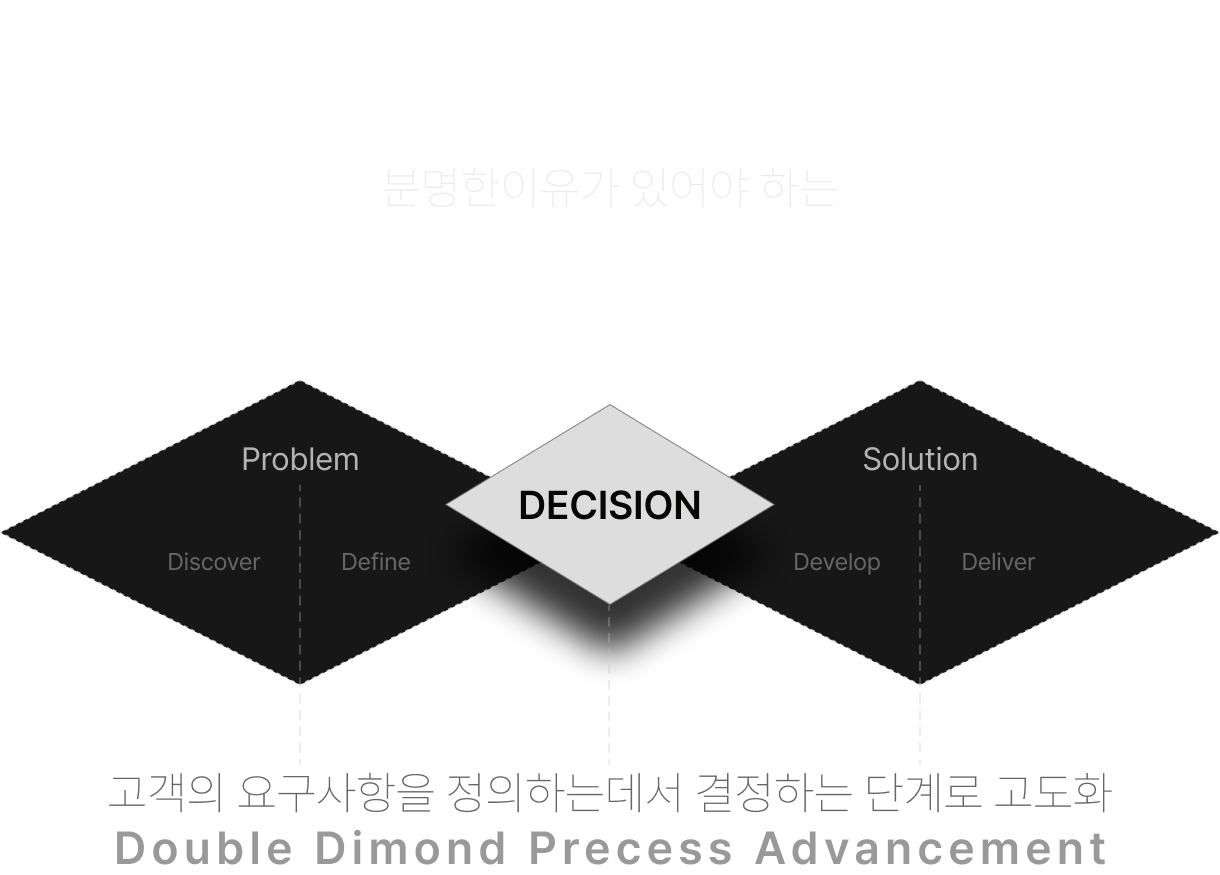 분명한이유가 있어야 하는
Problem
Solution
DECISION
Discover
Define
Develop
Deliver
고객의 요구사항을 정의하는데서 결정하는 단계로 고도화
Double Dimond Precess Advancement